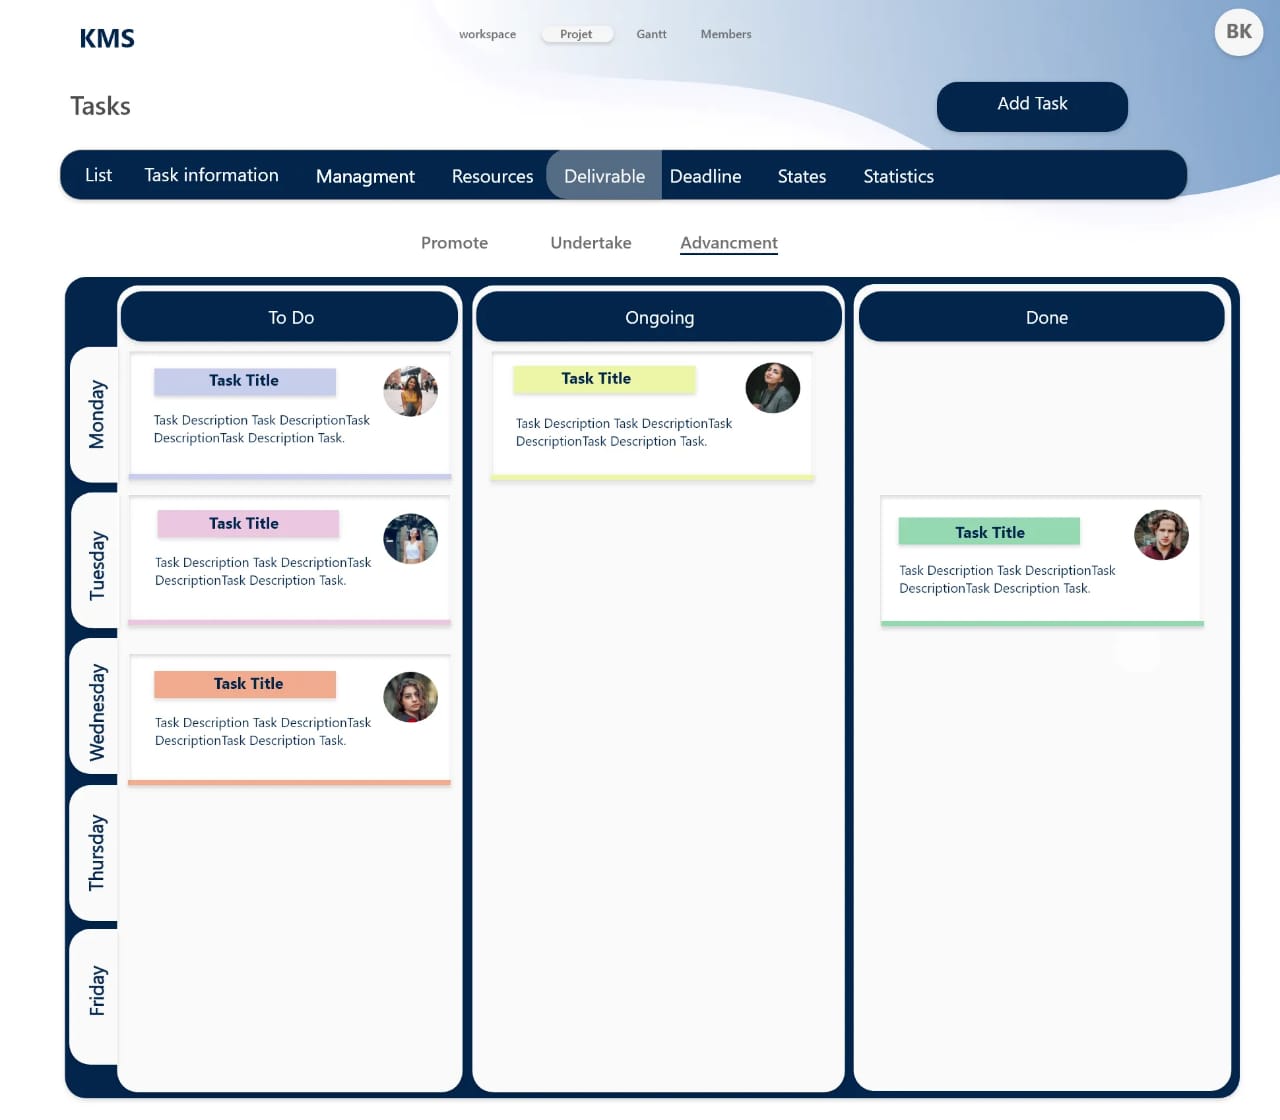 KMS
workspace
Projet
Gantt
Members
BK
Tasks
Add Task
List
Task information
Managment
Resources
Delivrable
Deadline
States
Statistics
Promote
Undertake
Advancment
To Do
Ongoing
Done
Monday
Task Title
Task Description Task DescriptionTask
DescriptionTask Description Task.
Task Title
Task Description Task DescriptionTask
DescriptionTask Description Task.
Tuesday
Task Title
Task Description Task DescriptionTask
DescriptionTask Description Task.
Task Title
Task Description Task DescriptionTask
DescriptionTask Description Task.
Wednesday
Task Title
Task Description Task DescriptionTask
DescriptionTask Description Task.
Thursday
Friday